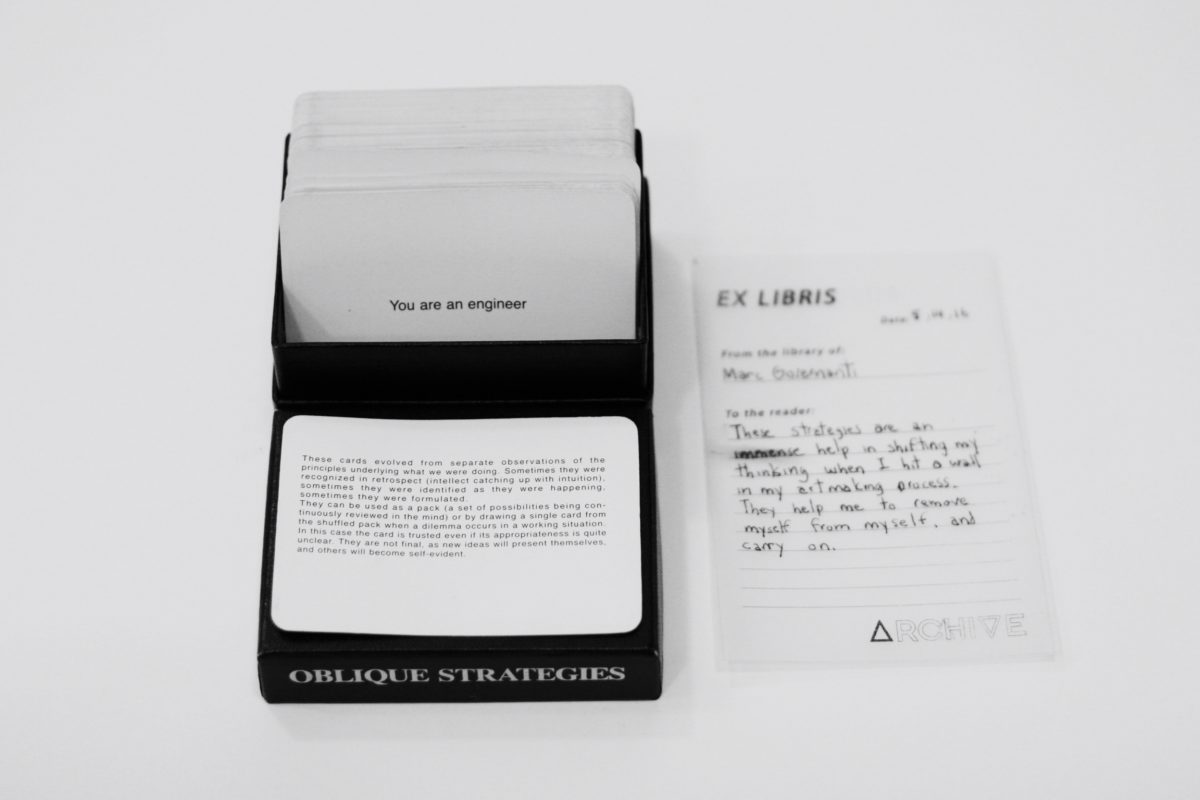 You are an engineer
These cards evolved from separate observations of the
principles underlying what we were doing. Sometimes they were
recognized in retrospect (intellect catching up with intuition),
sometimes they were identified as they were happening,
sometimes they were formulated.
They can be used as a pack (a set of possibilities being con-
tinuously reviewed in the mind) or by drawing a single card from
the shuffled pack when a dilemma occurs in a working situation.
In this case the card is trusted even if its appropriateness is quite
unclear. They are not final, as new ideas will present themselves,
and others will become self-evident.
OBLIQUE STRATEGIES
EX LIBRIS
Date:
From the library of:
Marc
To the reader:
These strategies are an
immense help in shifting my
thinking when I hit a wall
in my artmaking process.
They help me to remove
myself from myself, and
carry on.
ARCHIVE